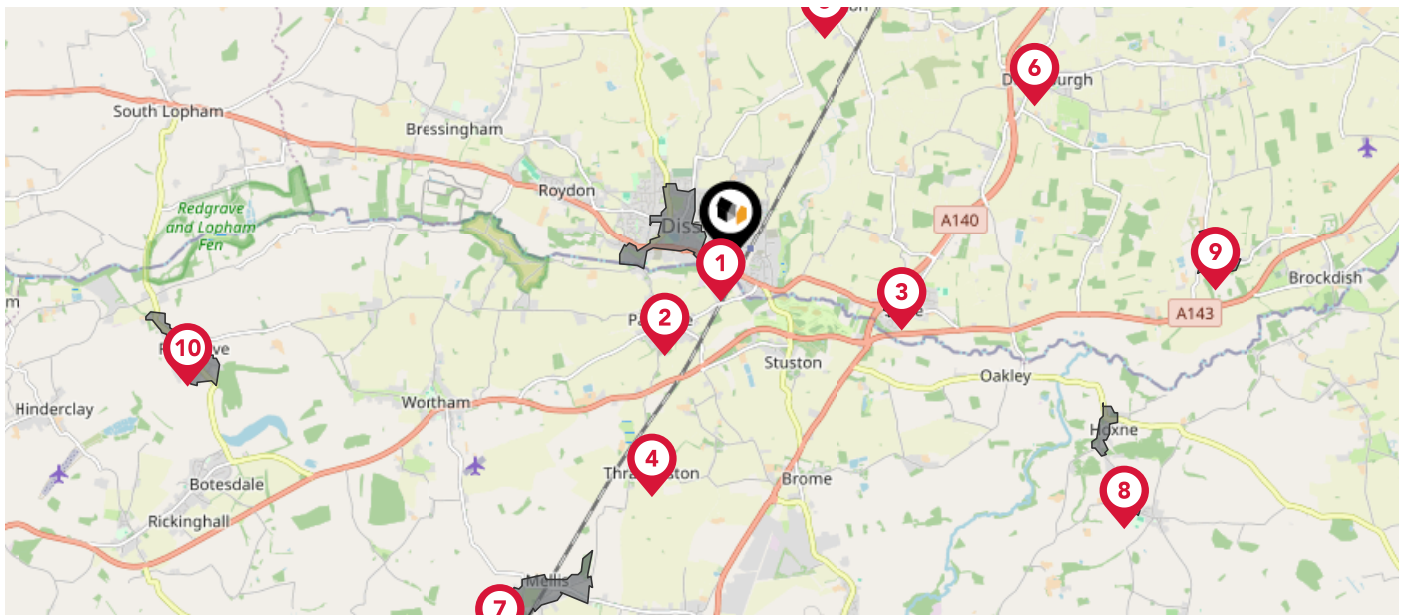 6
South Lopham
Bressingham
Roydon
Redgrave
and Lopham
Fen
Diss
A140
1
9
Brockdish
3
A143
2
10
Stuston
Oakley
Hinderclay
Wortham
Hoxne
4
Brome
Botesdale
8
Rickinghall
Mellis
7